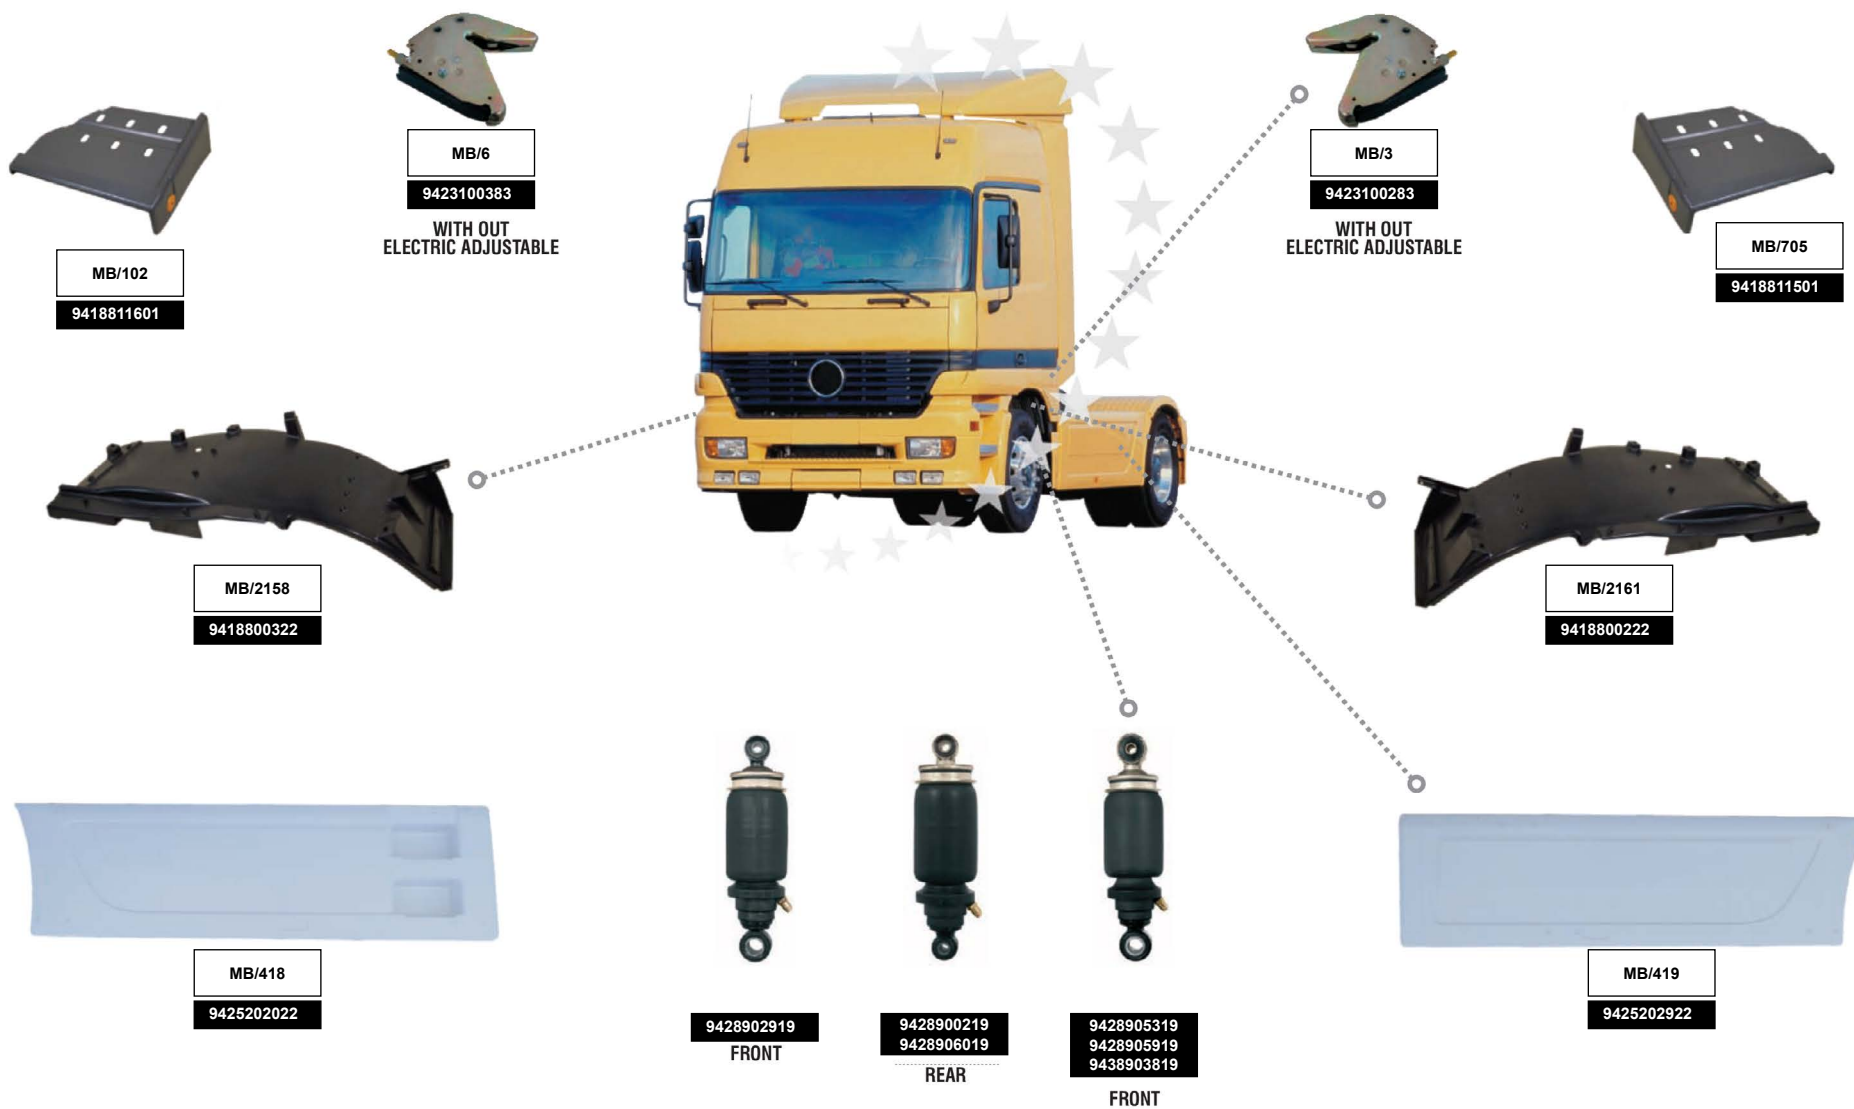 MB/6
9423100383
WITH OUT
ELECTRIC ADJUSTABLE
MB/3
9423100283
WITH OUT
ELECTRIC ADJUSTABLE
MB/102
9418811601
MB/705
9418811501
MB/2158
9418800322
MB/2161
9418800222
MB/418
9425202022
9428902919
FRONT
9428900219
9428906019
REAR
9428905319
9428905919
9438903819
FRONT
MB/419
9425202922